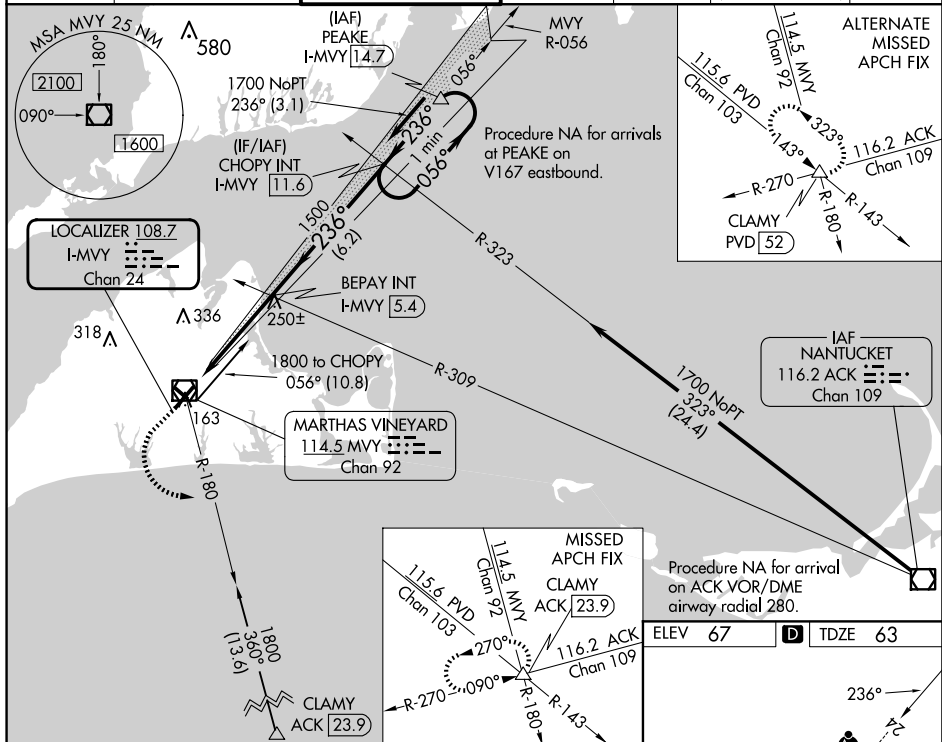 MSA MVY 25 NM
180°
2100
090°
1600
580
(IAF)
PEAKE
I-MVY 14.7
MVY
R-056
056°
1700 NoPT
236° (3.1)
236°
1 min
056°
(IF/IAF)
CHOPY INT
I-MVY 11.6
Procedure NA for arrivals
at PEAKE on
V167 eastbound.
ALTERNATE
MISSED
APCH FIX
114.5 MVY
Chan 92
115.6 PVD
Chan 103
323°
143°
116.2 ACK
Chan 109
R-270
R-180
R-143
CLAMY
PVD 52
LOCALIZER 108.7
I-MVY
Chan 24
1500
236°
(6.2)
R-323
BEPAY INT
I-MVY 5.4
318
336
250±
R-309
1800 to CHOPY
056° (10.8)
163
MARTHAS VINEYARD
114.5 MVY
Chan 92
1700 NoPT
323°
(24.4)
IAF
NANTUCKET
116.2 ACK
Chan 109
R-180
1800
360°
(13.6)
CLAMY
ACK 23.9
MISSED
APCH FIX
114.5 MVY
Chan 92
115.6 PVD
Chan 103
CLAMY
ACK 23.9
270°
116.2 ACK
Chan 109
R-270
090°
R-180
R-143
Procedure NA for arrival
on ACK VOR/DME
airway radial 280.
ELEV 67 D TDZE 63
236°
24